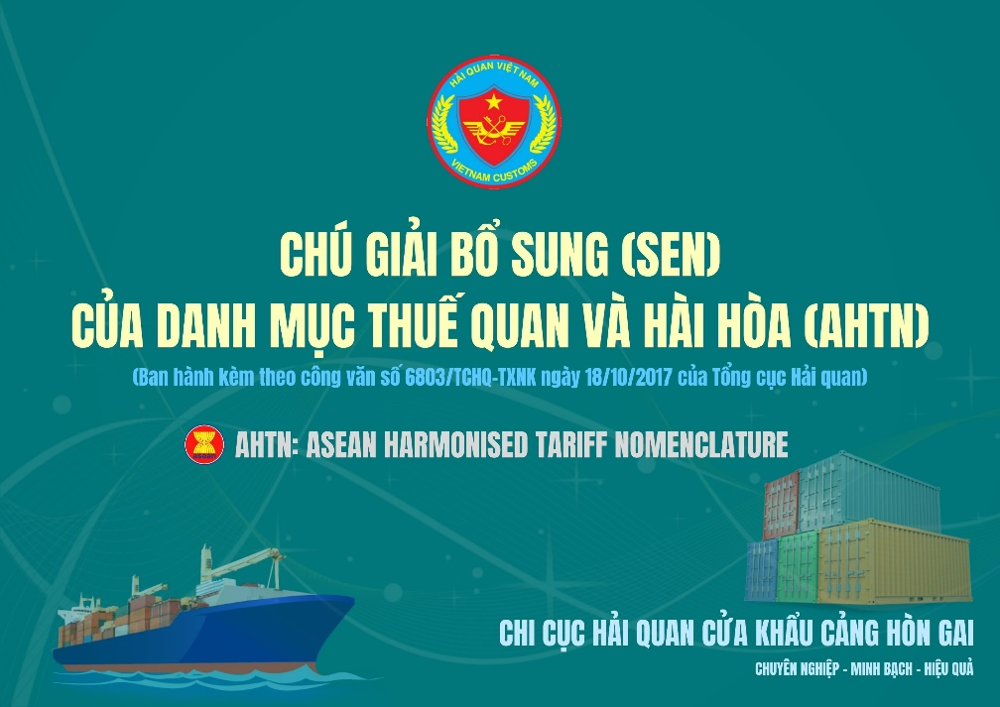 HẢI QUAN VIỆT NAM
VIETNAM CUSTOMS
CHÚ GIẢI BỔ SUNG (SEN)
CỦA DANH MỤC THUẾ QUAN VÀ HÀI HÒA (AHTN)
(Ban hành kèm theo công văn số 6803/TCHQ-TXNK ngày 18/10/2017 của Tổng cục Hải quan)
AHTN: ASEAN HARMONISED TARIFF NOMENCLATURE
CHI CỤC HẢI QUAN CỬA KHẨU CẢNG HÒN GAI
CHUYÊN NGHIỆP - MINH BẠCH - HIỆU QUẢ